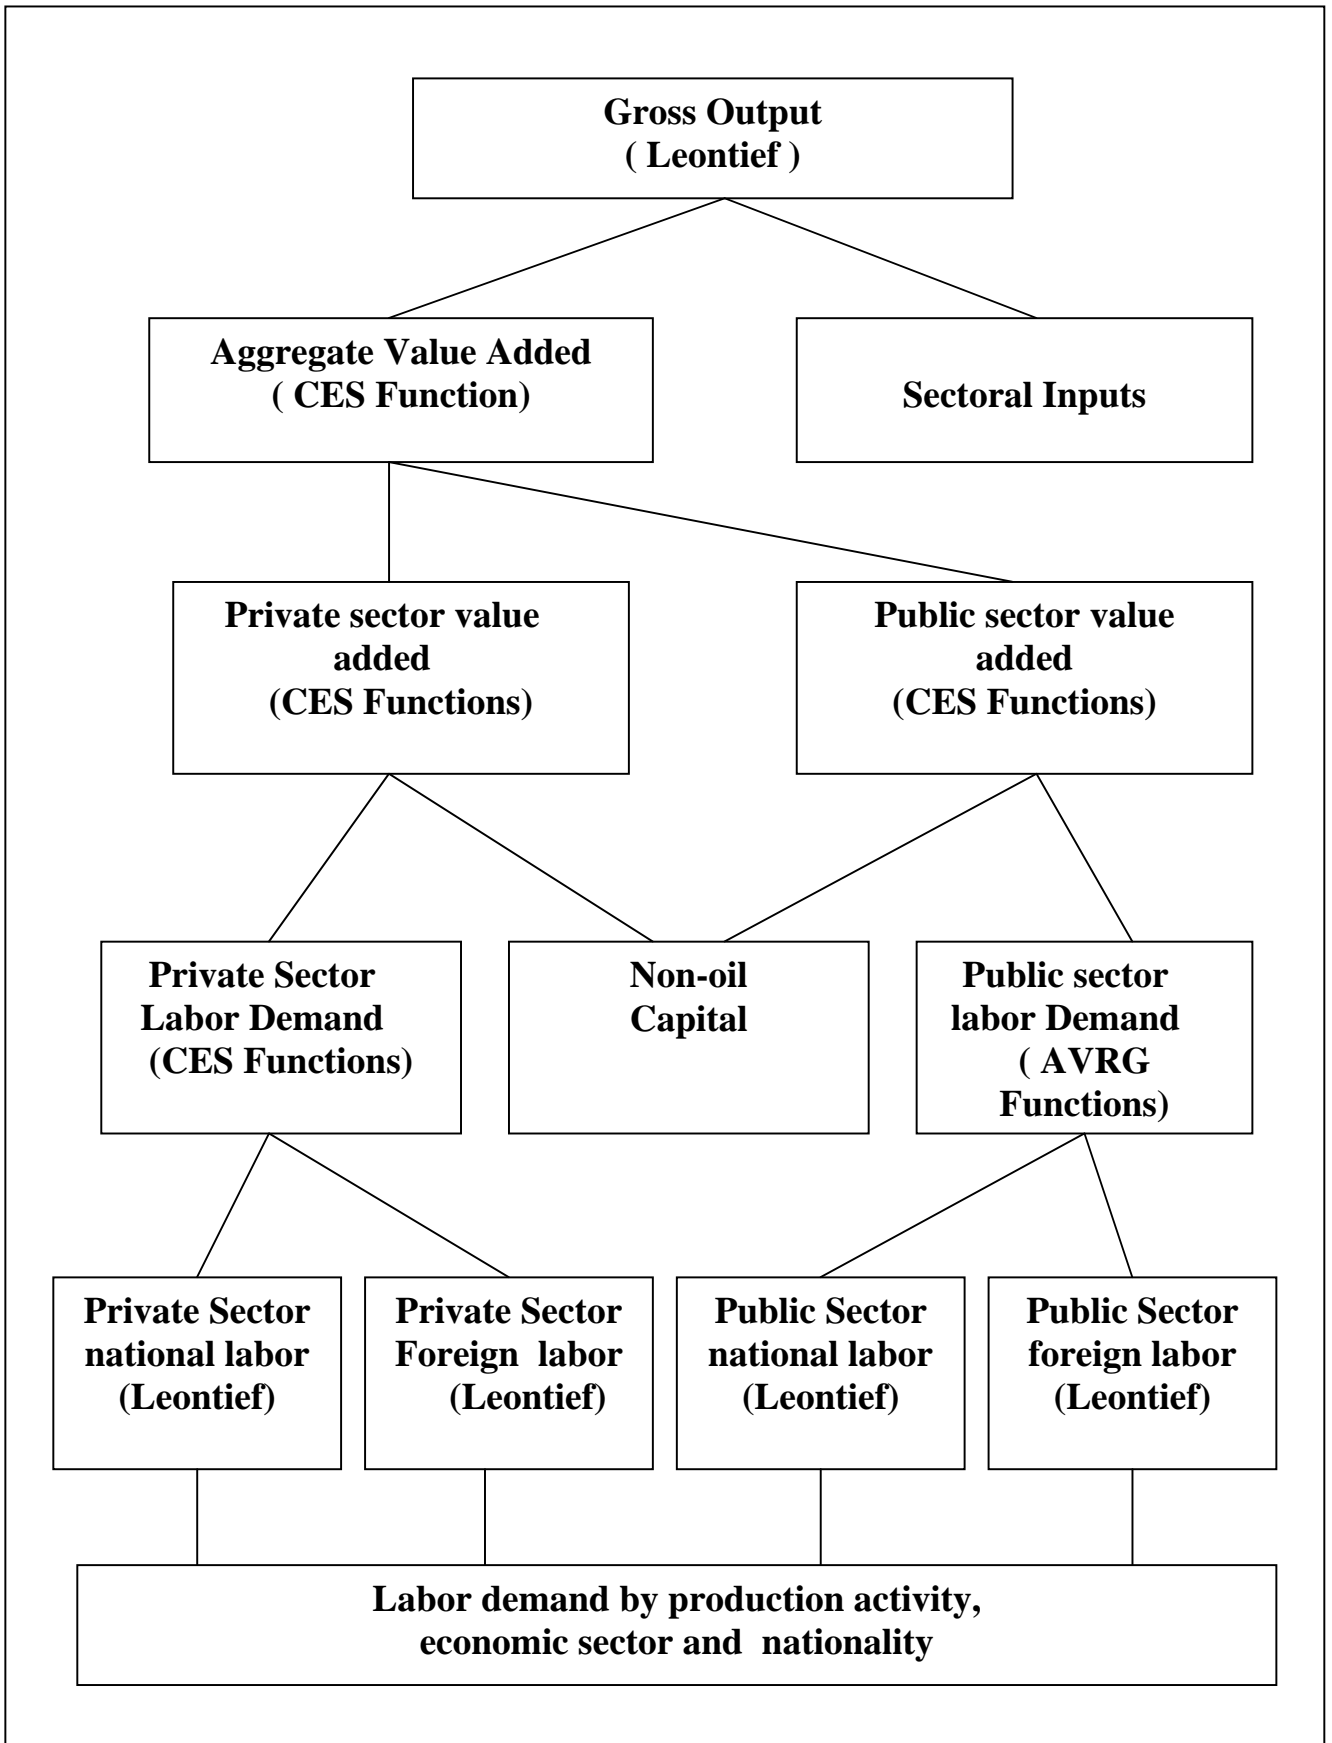 Gross Output
( Leontief )
Aggregate Value Added
( CES Function)
Sectoral Inputs
Private sector value
added
(CES Functions)
Public sector value
added
(CES Functions)
Private Sector
Labor Demand
(CES Functions)
Non-oil
Capital
Public sector
labor Demand
( AVRG
Functions)
Private Sector
national labor
(Leontief)
Private Sector
Foreign  labor
(Leontief)
Public Sector
national labor
(Leontief)
Public Sector
foreign labor
(Leontief)
Labor demand by production activity,
economic sector and  nationality